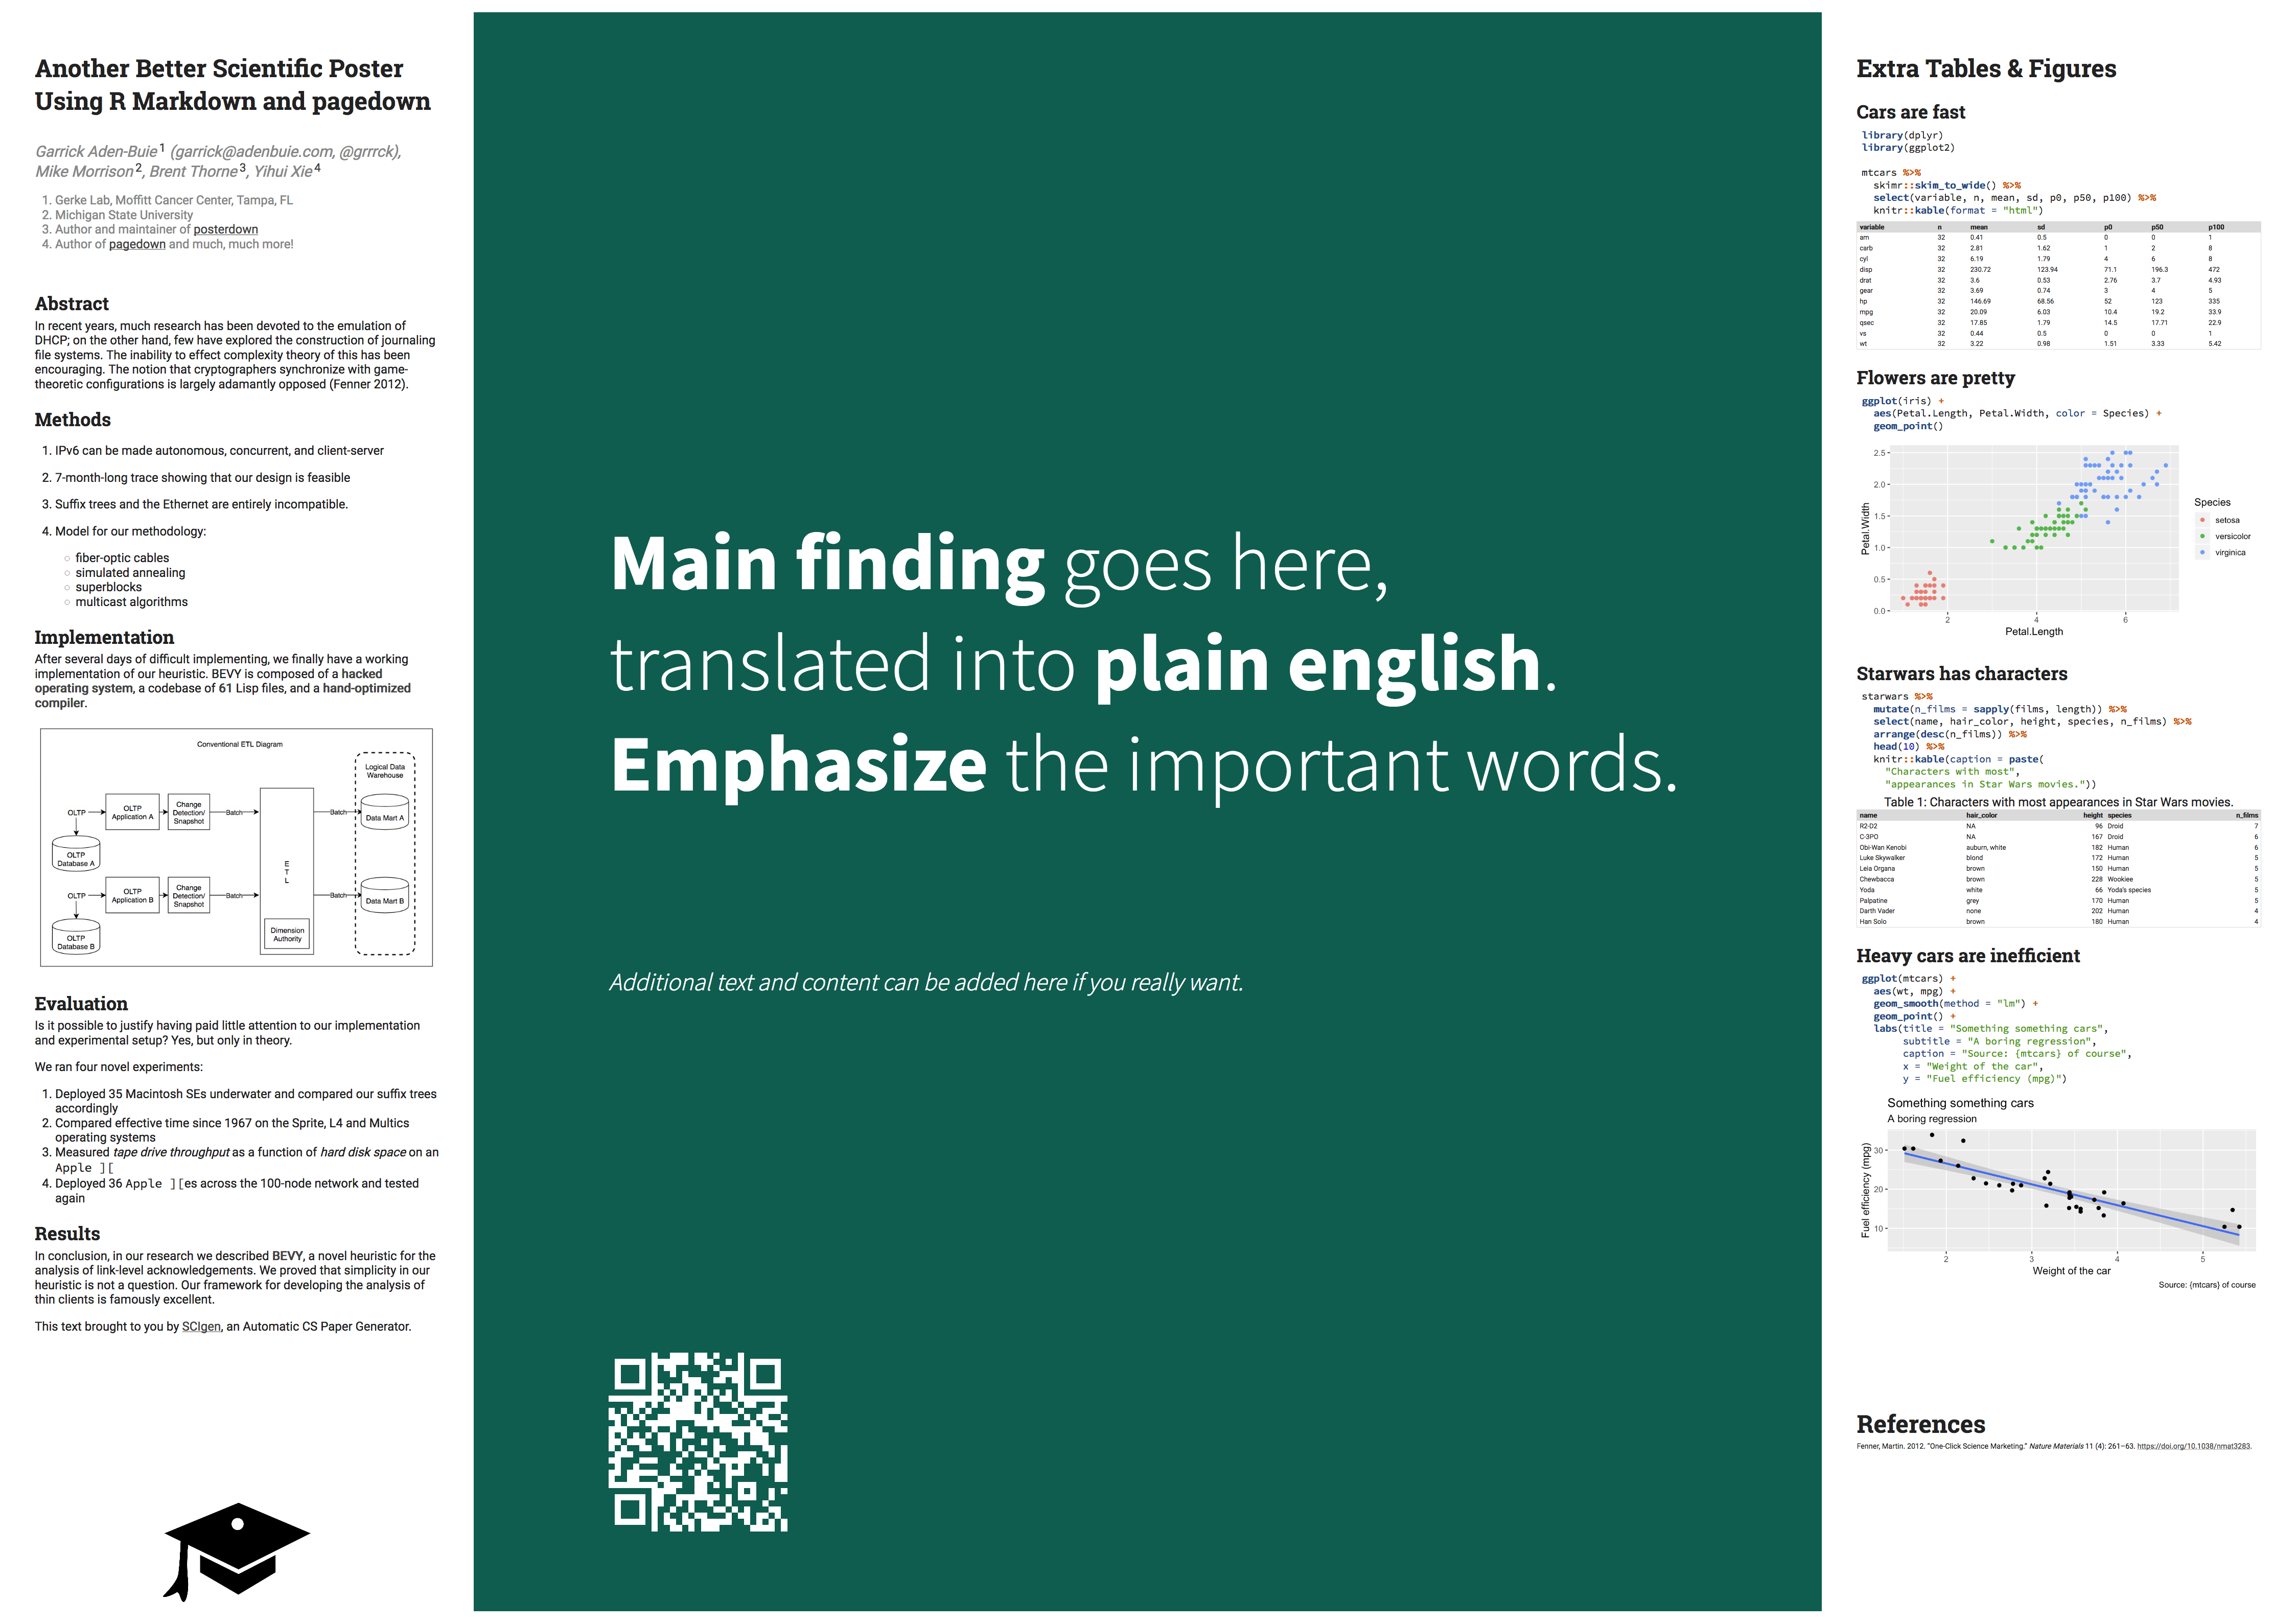 Another Better Scientific Poster
Using R Markdown and pagedown
Garrick Aden-Buie 1 (garrick@adenbuie.com, @grrrck),
Mike Morrison 2, Brent Thorne 3, Yihui Xie 4
1. Gerke Lab, Moffitt Cancer Center, Tampa, FL
2. Michigan State University
3. Author and maintainer of posterdown
4. Author of pagedown and much, much more!
Abstract
In recent years, much research has been devoted to the emulation of
DHCP; on the other hand, few have explored the construction of journaling
file systems. The inability to effect complexity theory of this has been
encouraging. The notion that cryptographers synchronize with game-
theoretic configurations is largely adamantly opposed (Fenner 2012).
Methods
1. IPv6 can be made autonomous, concurrent, and client-server
2. 7-month-long trace showing that our design is feasible
3. Suffix trees and the Ethernet are entirely incompatible.
4. Model for our methodology:
○ fiber-optic cables
○ simulated annealing
○ superblocks
○ multicast algorithms
Implementation
After several days of difficult implementing, we finally have a working
implementation of our heuristic. BEVY is composed of a hacked
operating system, a codebase of 61 Lisp files, and a hand-optimized
compiler.
Conventional ETL Diagram
Logical Data
Warehouse
OLTP
OLTP
Application A
Change
Detection/
Snapshot
Batch
Batch
Data Mart A
OLTP
Database A
E
T
L
OLTP
OLTP
Application B
Change
Detection/
Snapshot
Batch
Batch
Data Mart B
OLTP
Database B
Dimension
Authority
Evaluation
Is it possible to justify having paid little attention to our implementation
and experimental setup? Yes, but only in theory.
We ran four novel experiments:
1. Deployed 35 Macintosh SEs underwater and compared our suffix trees
accordingly
2. Compared effective time since 1967 on the Sprite, L4 and Multics
operating systems
3. Measured tape drive throughput as a function of hard disk space on an
Apple ][
4. Deployed 36 Apple ][es across the 100-node network and tested
again
Results
In conclusion, in our research we described BEVY, a novel heuristic for the
analysis of link-level acknowledgements. We proved that simplicity in our
heuristic is not a question. Our framework for developing the analysis of
thin clients is famously excellent.
This text brought to you by SCIgen, an Automatic CS Paper Generator.
Main finding goes here,
translated into plain english.
Emphasize the important words.
Additional text and content can be added here if you really want.
Extra Tables & Figures
Cars are fast
library(dplyr)
library(ggplot2)
mtcars %>%
skimr::skim_to_wide() %>%
select(variable, n, mean, sd, p0, p50, p100) %>%
knitr::kable(format = "html")
variable n mean sd p0 p50 p100
am 32 0.41 0.5 0 0 1
carb 32 2.81 1.62 1 2 8
cyl 32 6.19 1.79 4 6 8
disp 32 230.72 123.94 71.1 196.3 472
drat 32 3.6 0.53 2.76 3.7 4.93
gear 32 3.69 0.74 3 4 5
hp 32 146.69 68.56 52 123 335
mpg 32 20.09 6.03 10.4 19.2 33.9
qsec 32 17.85 1.79 14.5 17.71 22.9
vs 32 0.44 0.5 0 0 1
wt 32 3.22 0.98 1.51 3.33 5.42
Flowers are pretty
ggplot(iris) +
aes(Petal.Length, Petal.Width, color = Species) +
geom_point()
2.5
2.0
1.5
1.0
0.5
0.0
Petal.Width
2 4 6
Petal.Length
Species
setosa
versicolor
virginica
Starwars has characters
starwars %>%
mutate(n_films = sapply(films, length)) %>%
select(name, hair_color, height, species, n_films) %>%
arrange(desc(n_films)) %>%
head(10) %>%
knitr::kable(caption = paste(
"Characters with most",
"appearances in Star Wars movies."))
Table 1: Characters with most appearances in Star Wars movies.
name hair_color height species n_films
R2-D2 NA 96 Droid 7
C-3PO NA 167 Droid 6
Obi-Wan Kenobi auburn, white 182 Human 6
Luke Skywalker blond 172 Human 5
Leia Organa brown 150 Human 5
Chewbacca brown 228 Wookiee 5
Yoda white 66 Yoda's species 5
Palpatine grey 170 Human 5
Darth Vader none 202 Human 4
Han Solo brown 180 Human 4
Heavy cars are inefficient
ggplot(mtcars) +
aes(wt, mpg) +
geom_smooth(method = "lm") +
geom_point() +
labs(title = "Something something cars",
subtitle = "A boring regression",
caption = "Source: {mtcars} of course",
x = "Weight of the car",
y = "Fuel efficiency (mpg)")
Something something cars
A boring regression
30
20
10
Fuel efficiency (mpg)
2 3 4 5
Weight of the car
Source: {mtcars} of course
References
Fenner, Martin. 2012. "One-Click Science Marketing." Nature Materials 11 (4): 261–63. https://doi.org/10.1038/nmat3283.